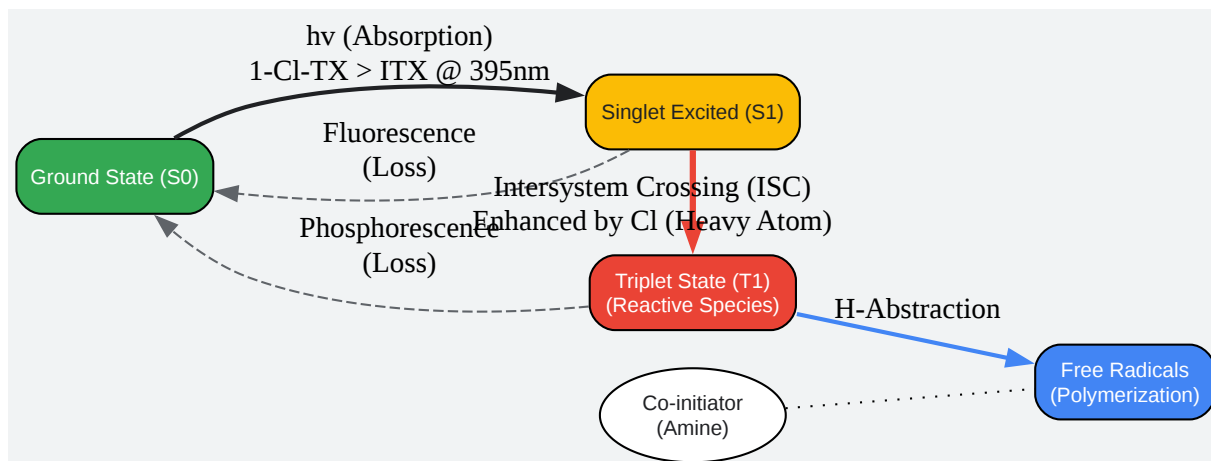 hv (Absorption)
1-Cl-TX > ITX @ 395nm
Singlet Excited (S1)
Fluorescence
(Loss)
Ground State (S0)
Intersystem Crossing (ISC)
Enhanced by Cl (Heavy Atom)
Phosphorescence
(Loss)
Triplet State (T1)
(Reactive Species)
H-Abstraction
Free Radicals
(Polymerization)
Co-initiator
(Amine)